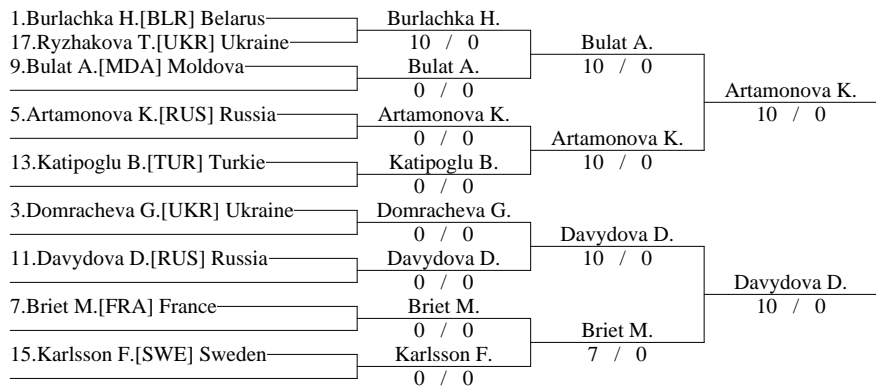 1.Burlachka H.[BLR] Belarus
17.Ryzhakova T.[UKR] Ukraine
9.Bulat A.[MDA] Moldova
5.Artamonova K.[RUS] Russia
13.Katipoglu B.[TUR] Turkie
3.Domracheva G.[UKR] Ukraine
11.Davydova D.[RUS] Russia
7.Briet M.[FRA] France
15.Karlsson F.[SWE] Sweden
Burlachka H.
10 / 0
Bulat A.
0 / 0
Artamonova K.
0 / 0
Katipoglu B.
0 / 0
Domracheva G.
0 / 0
Davydova D.
0 / 0
Briet M.
0 / 0
Karlsson F.
0 / 0
Bulat A.
10 / 0
Artamonova K.
10 / 0
Davydova D.
10 / 0
Briet M.
7 / 0
Artamonova K.
10 / 0
Davydova D.
10 / 0